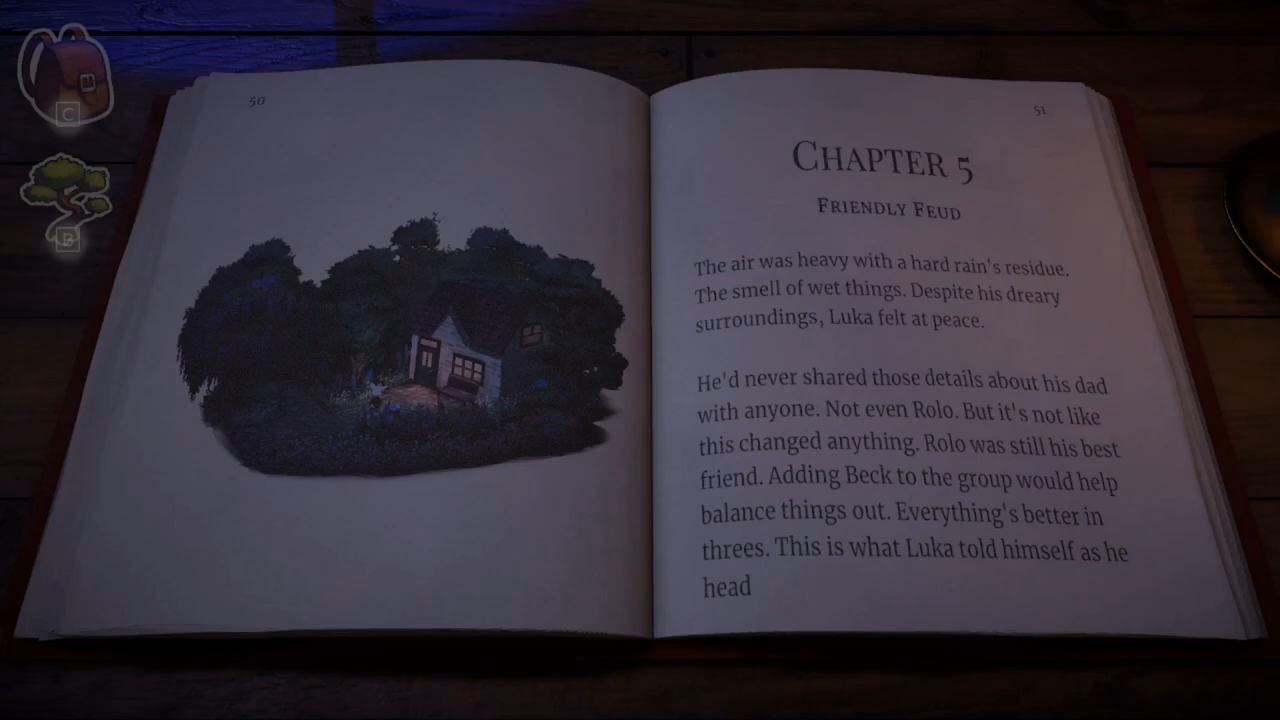 C
B
50
51
Chapter 5
Friendly Feud
The air was heavy with a hard rain's residue.
The smell of wet things. Despite his dreary
surroundings, Luka felt at peace.
He'd never shared those details about his dad
with anyone. Not even Rolo. But it's not like
this changed anything. Rolo was still his best
friend. Adding Beck to the group would help
balance things out. Everything's better in
threes. This is what Luka told himself as he
head